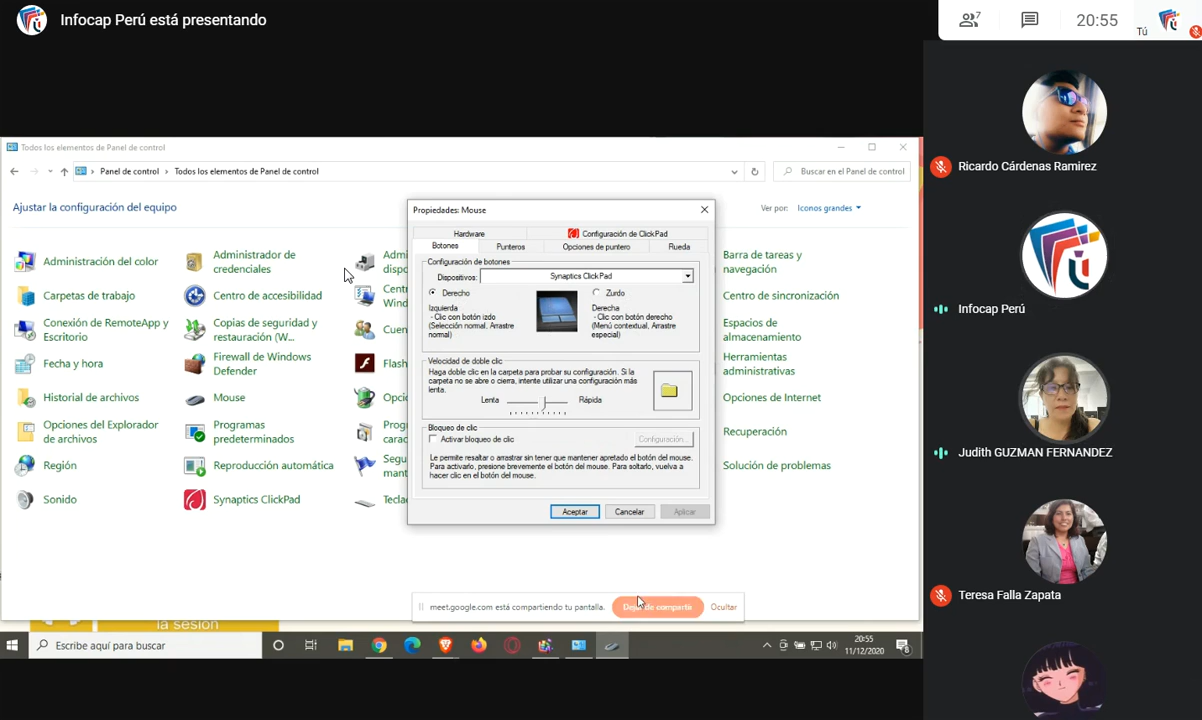 Infocap Perú está presentando
7
20:55
Tú
Todos los elementos de Panel de control
Panel de control
Todos los elementos de Panel de control
Buscar en el Panel de control
Ajustar la configuración del equipo
Ver por:
Iconos grandes
Administración del color
Administrador de
credenciales
Barra de tareas y
navegación
Carpetas de trabajo
Centro de accesibilidad
Centro de sincronización
Conexión de RemoteApp y
Escritorio
Copias de seguridad y
restauración (W...
Espacios de
almacenamiento
Fecha y hora
Firewall de Windows
Defender
Flash
Herramientas
administrativas
Historial de archivos
Mouse
Opciones de Internet
Opciones del Explorador
de archivos
Programas
predeterminados
Recuperación
Región
Reproducción automática
Solución de problemas
Sonido
Synaptics ClickPad
Propiedades: Mouse
Hardware
Configuración de ClickPad
Botones
Punteros
Opciones de puntero
Rueda
Configuración de botones
Dispositivos:
Synaptics ClickPad
Derecho
Zurdo
Izquierda
- Clic con botón izdo
(Selección normal, Arrastre
normal)
Derecha
- Clic con botón derecho
(Menú contextual, Arrastre
especial)
Velocidad de doble clic
Haga doble clic en la carpeta para probar su configuración. Si la
carpeta no se abre o cierra, intente utilizar una configuración más
lenta.
Lenta
Rápida
Bloqueo de clic
Activar bloqueo de clic
Configuración...
Le permite resaltar o arrastrar sin tener que mantener apretado el botón del mouse.
Para activarlo, presione brevemente el botón del mouse. Para soltarlo, vuelva a
hacer clic en el botón del mouse.
Aceptar
Cancelar
Aplicar
meet.google.com está compartiendo tu pantalla.
Dejar de compartir
Ocultar
la sesión
Escribe aquí para buscar
20:55
11/12/2020
8
Ricardo Cárdenas Ramirez
Infocap Perú
Judith GUZMAN FERNANDEZ
Teresa Falla Zapata